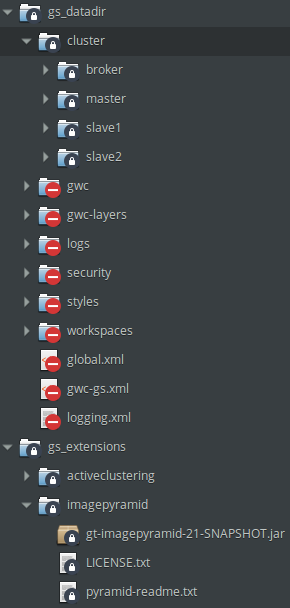 gs_datadir
cluster
broker
master
slave1
slave2
gwc
gwc-layers
logs
security
styles
workspaces
global.xml
gwc-gs.xml
logging.xml
gs_extensions
activeclustering
imagepyramid
gt-imagepyramid-21-SNAPSHOT.jar
LICENSE.txt
pyramid-readme.txt